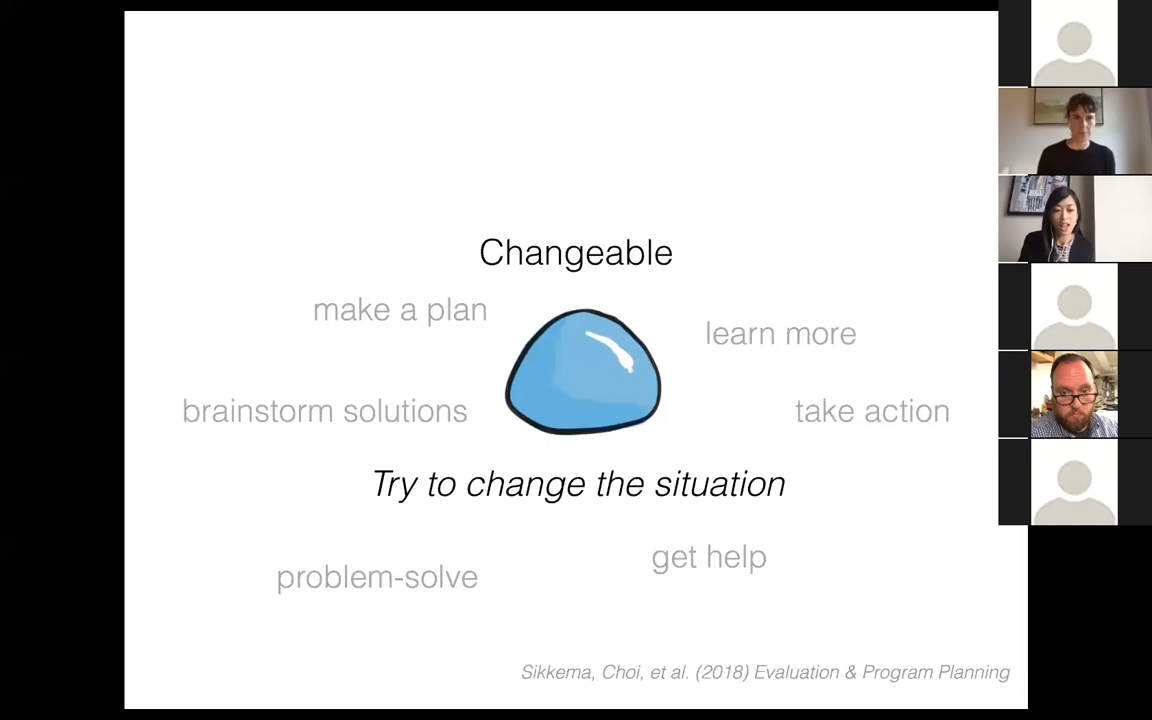 Changeable
make a plan
learn more
brainstorm solutions
take action
Try to change the situation
get help
problem-solve
Sikkema, Choi, et al. (2018) Evaluation & Program Planning